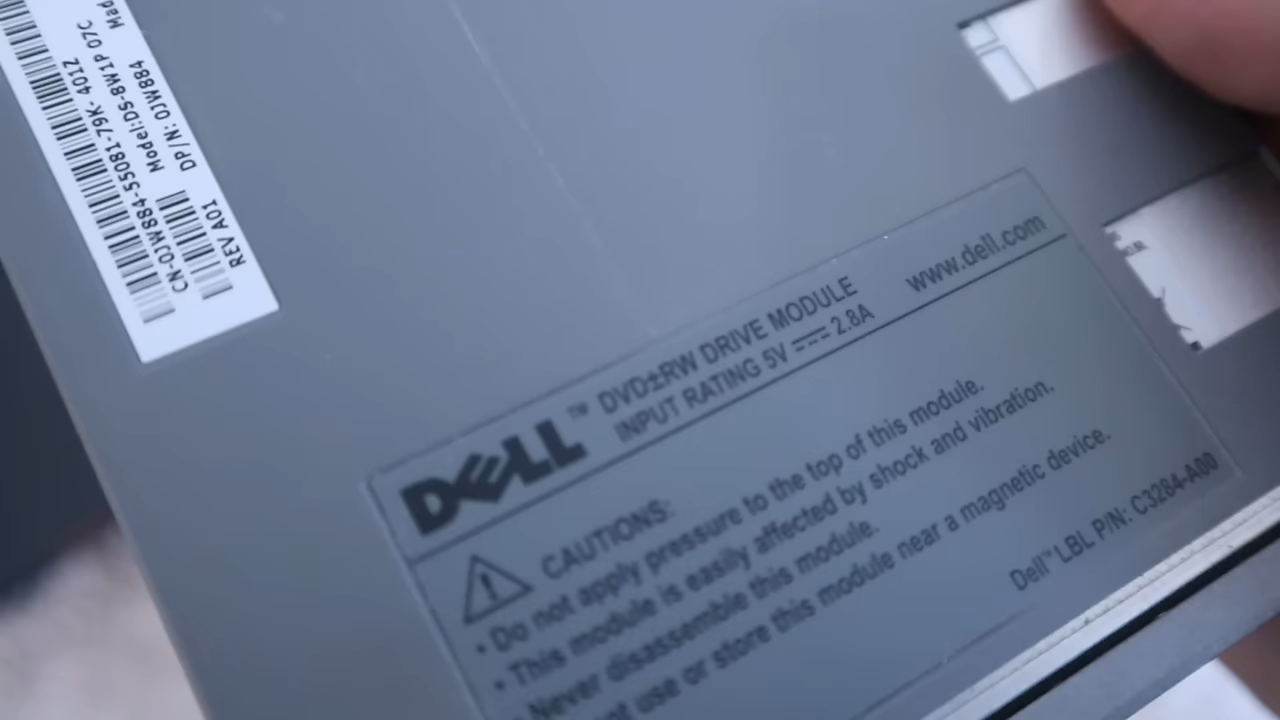 CN-0JW884-55081-79K-401Z
Model:DS-8W1P 07C
DP/N: 0JW884
REV A01
DELL™ DVD±RW DRIVE MODULE
INPUT RATING 5V 2.8A
www.dell.com
CAUTIONS:
• Do not apply pressure to the top of this module.
• This module is easily affected by shock and vibration.
• Never disassemble this module.
use or store this module near a magnetic device.
Dell™ LBL P/N: C3284-A00